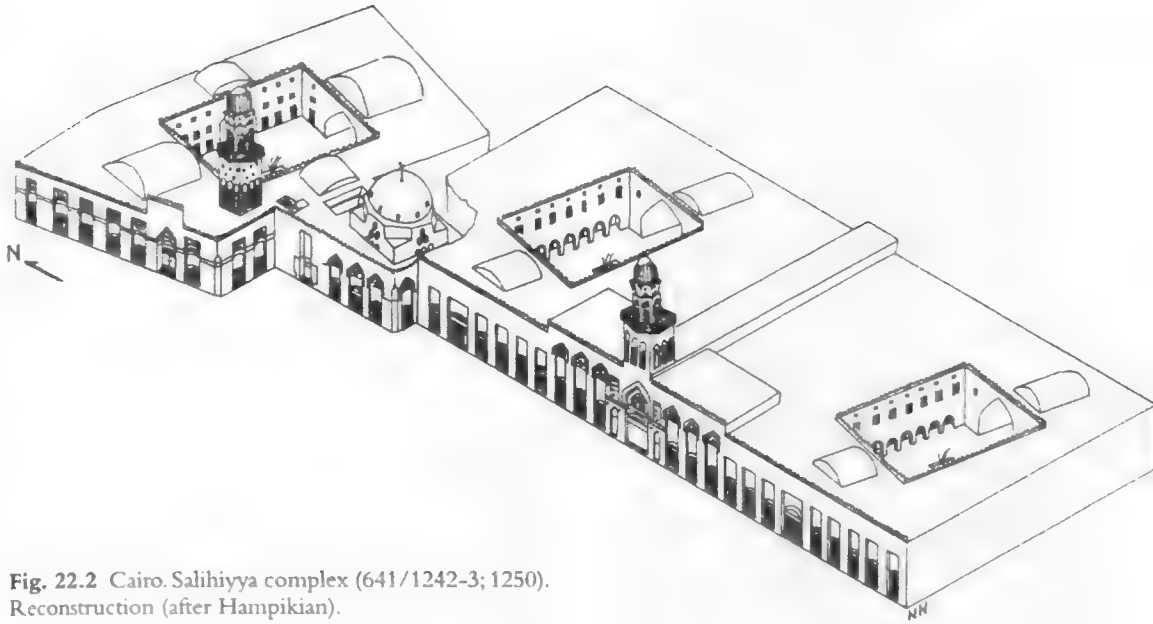 N
NH
Fig. 22.2 Cairo. Salihiyya complex (641/1242-3; 1250).
Reconstruction (after Hampikian).